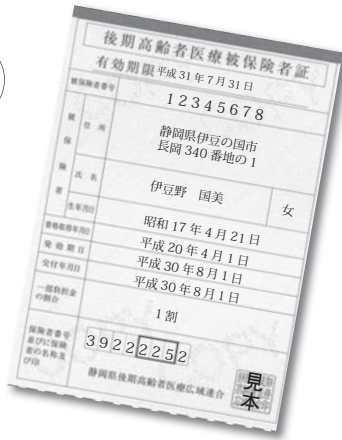 後期高齢者医療被保険者証
有効期限 平成31年7月31日
被保険者番号 12345678
被保険者
住所 静岡県伊豆の国市
長岡340番地の1
氏名 伊豆野 国美 女
生年月日 昭和17年4月21日
資格取得年月日 平成20年4月1日
発効期日 平成30年8月1日
交付年月日 平成30年8月1日
一部負担金
の割合 1割
保険者番号
並びに保険
者の名称及
び印
39222252
静岡県後期高齢者医療広域連合
見本